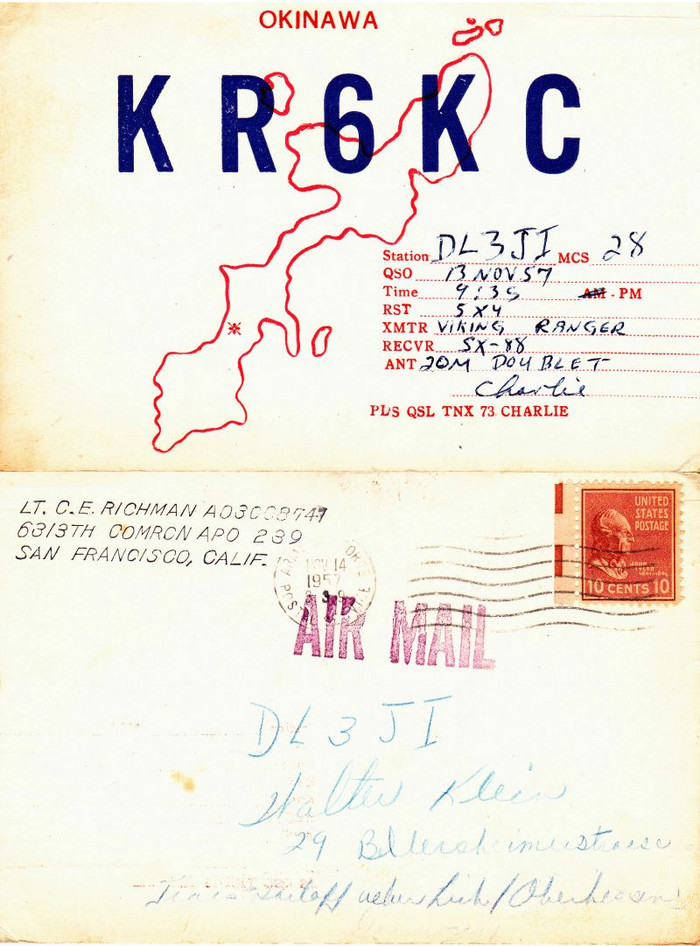 OKINAWA
KR6KC
Station DL3JI MCS 28
QSO 13 NOV 57
Time 9:35 AM - PM
RST 5X4
XMTR VIKING RANGER
RECVR SX-88
ANT 20M DOUBLET
Charlie
PLS QSL TNX 73 CHARLIE
LT. C.E. RICHMAN
6313TH COMRON APO 239
SAN FRANCISCO, CALIF.
NOV 14
1957
UNITED
STATES
POSTAGE
JOHN TYLER
10 CENTS 10
AIR MAIL
DL3JI
Walter Klein
29